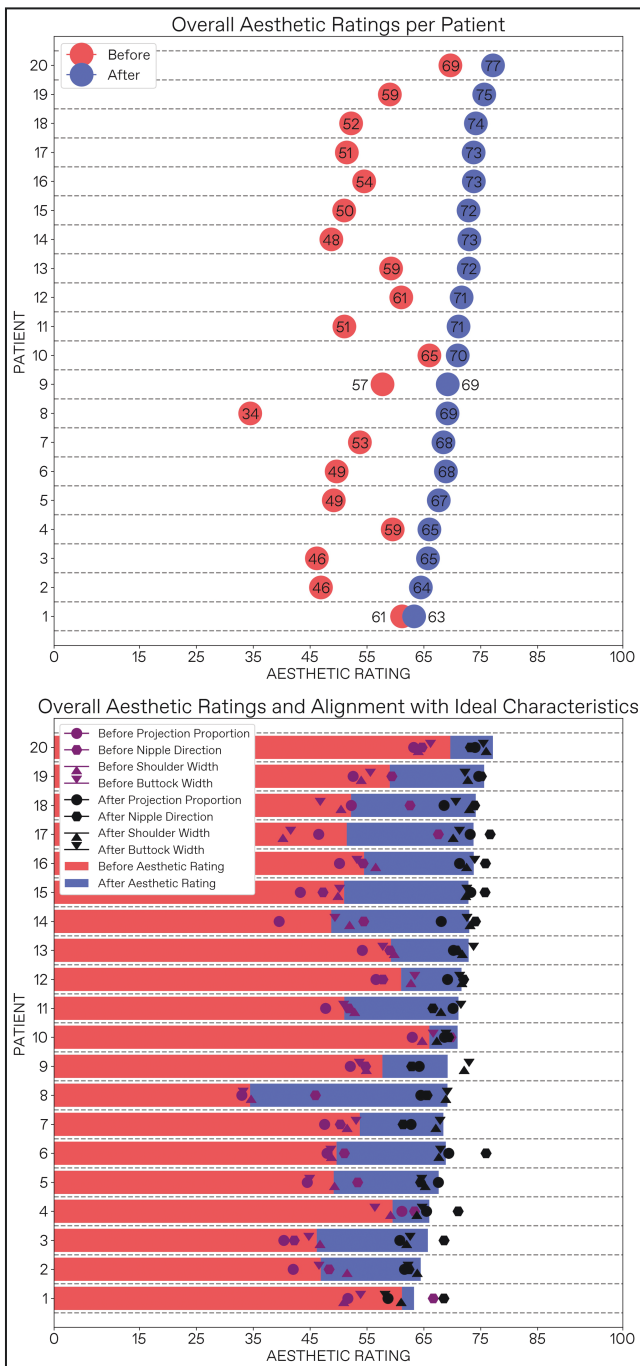 Overall Aesthetic Ratings per Patient
Before
After
PATIENT
20 69 77
19 59 75
18 52 74
17 51 73
16 54 73
15 50 72
14 48 73
13 59 72
12 61 71
11 51 71
10 65 70
9 57 69
8 34 69
7 53 68
6 49 68
5 49 67
4 59 65
3 46 65
2 46 64
1 61 63
0 15 25 35 45 55 65 75 85 100
AESTHETIC RATING
Overall Aesthetic Ratings and Alignment with Ideal Characteristics
Before Projection Proportion
Before Nipple Direction
Before Shoulder Width
Before Buttock Width
After Projection Proportion
After Nipple Direction
After Shoulder Width
After Buttock Width
Before Aesthetic Rating
After Aesthetic Rating
PATIENT
20
19
18
17
16
15
14
13
12
11
10
9
8
7
6
5
4
3
2
1
0 15 25 35 45 55 65 75 85 100
AESTHETIC RATING